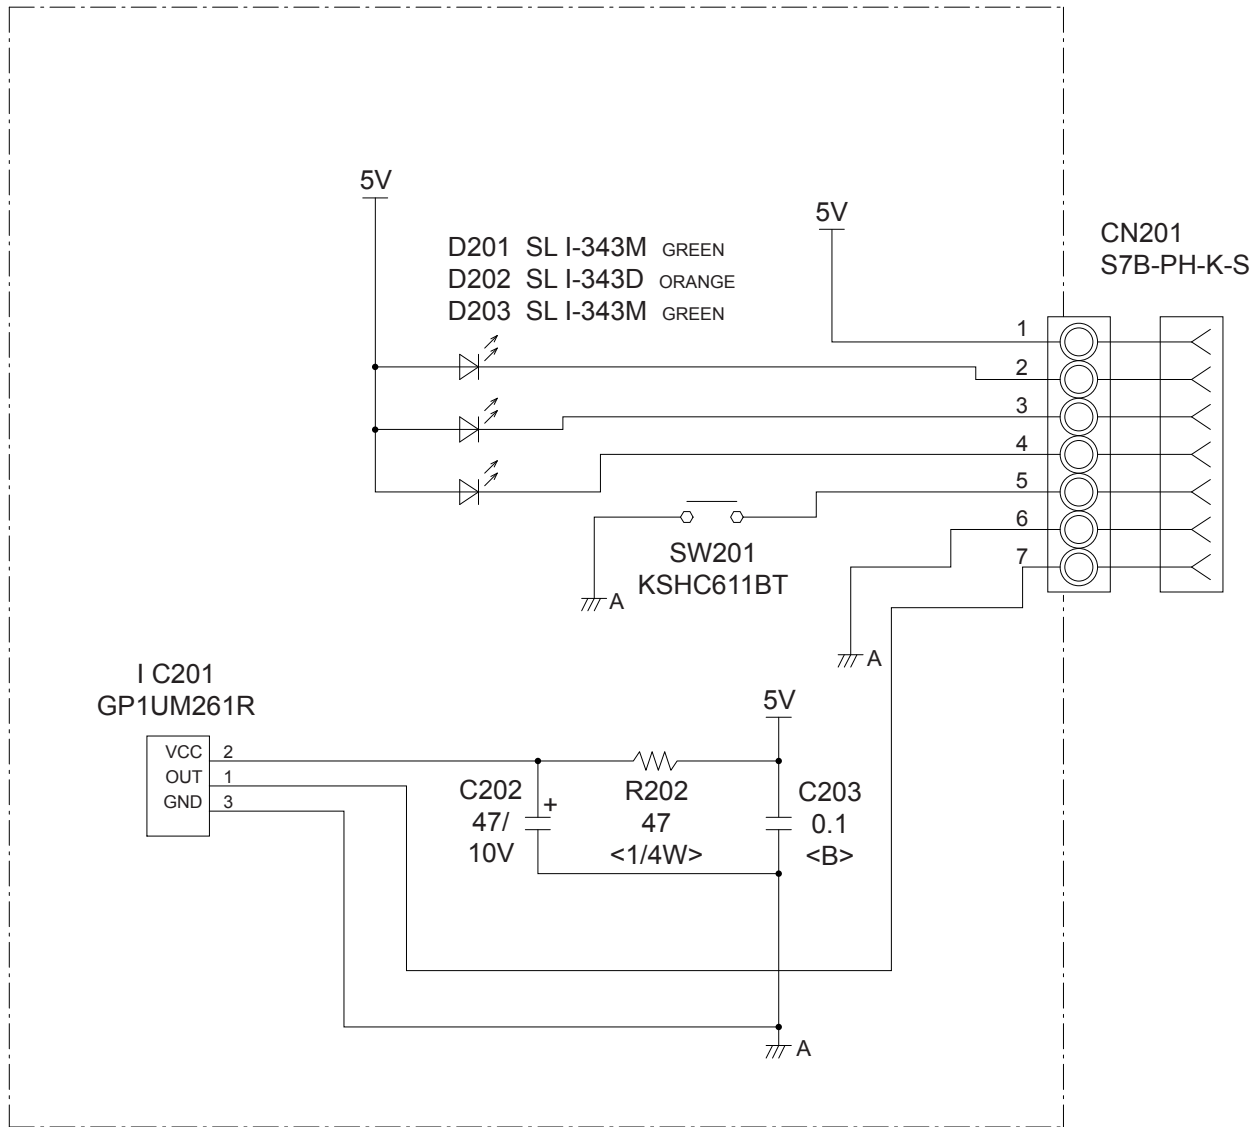 5V
D201 SL I-343M GREEN
D202 SL I-343D ORANGE
D203 SL I-343M GREEN
5V
CN201
S7B-PH-K-S
1
2
3
4
5
6
7
SW201
KSHC611BT
A
A
I C201
GP1UM261R
VCC 2
OUT 1
GND 3
5V
C202
47/
10V
+
R202
47
<1/4W>
C203
0.1
<B>
A